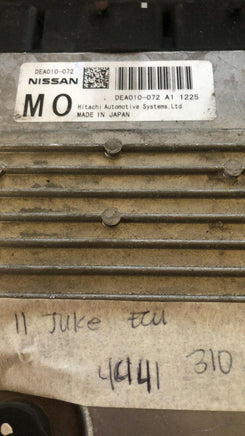 DEA010-072
NISSAN
DEA010-072 A1 1225
MO
Hitachi Automotive Systems,Ltd
MADE IN JAPAN
11 Juke ECU
4441 310